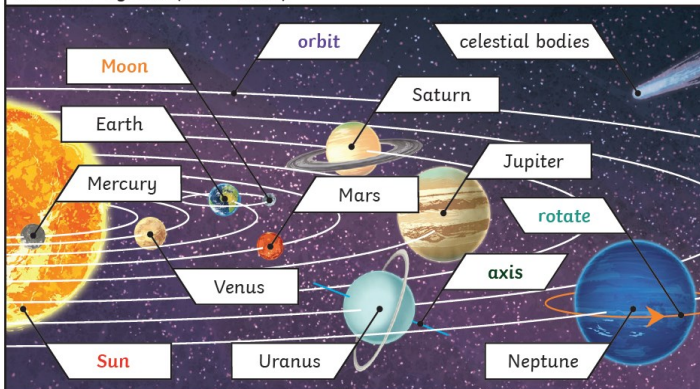 orbit
celestial bodies
Moon
Saturn
Earth
Jupiter
Mercury
Mars
rotate
Venus
axis
Sun
Uranus
Neptune